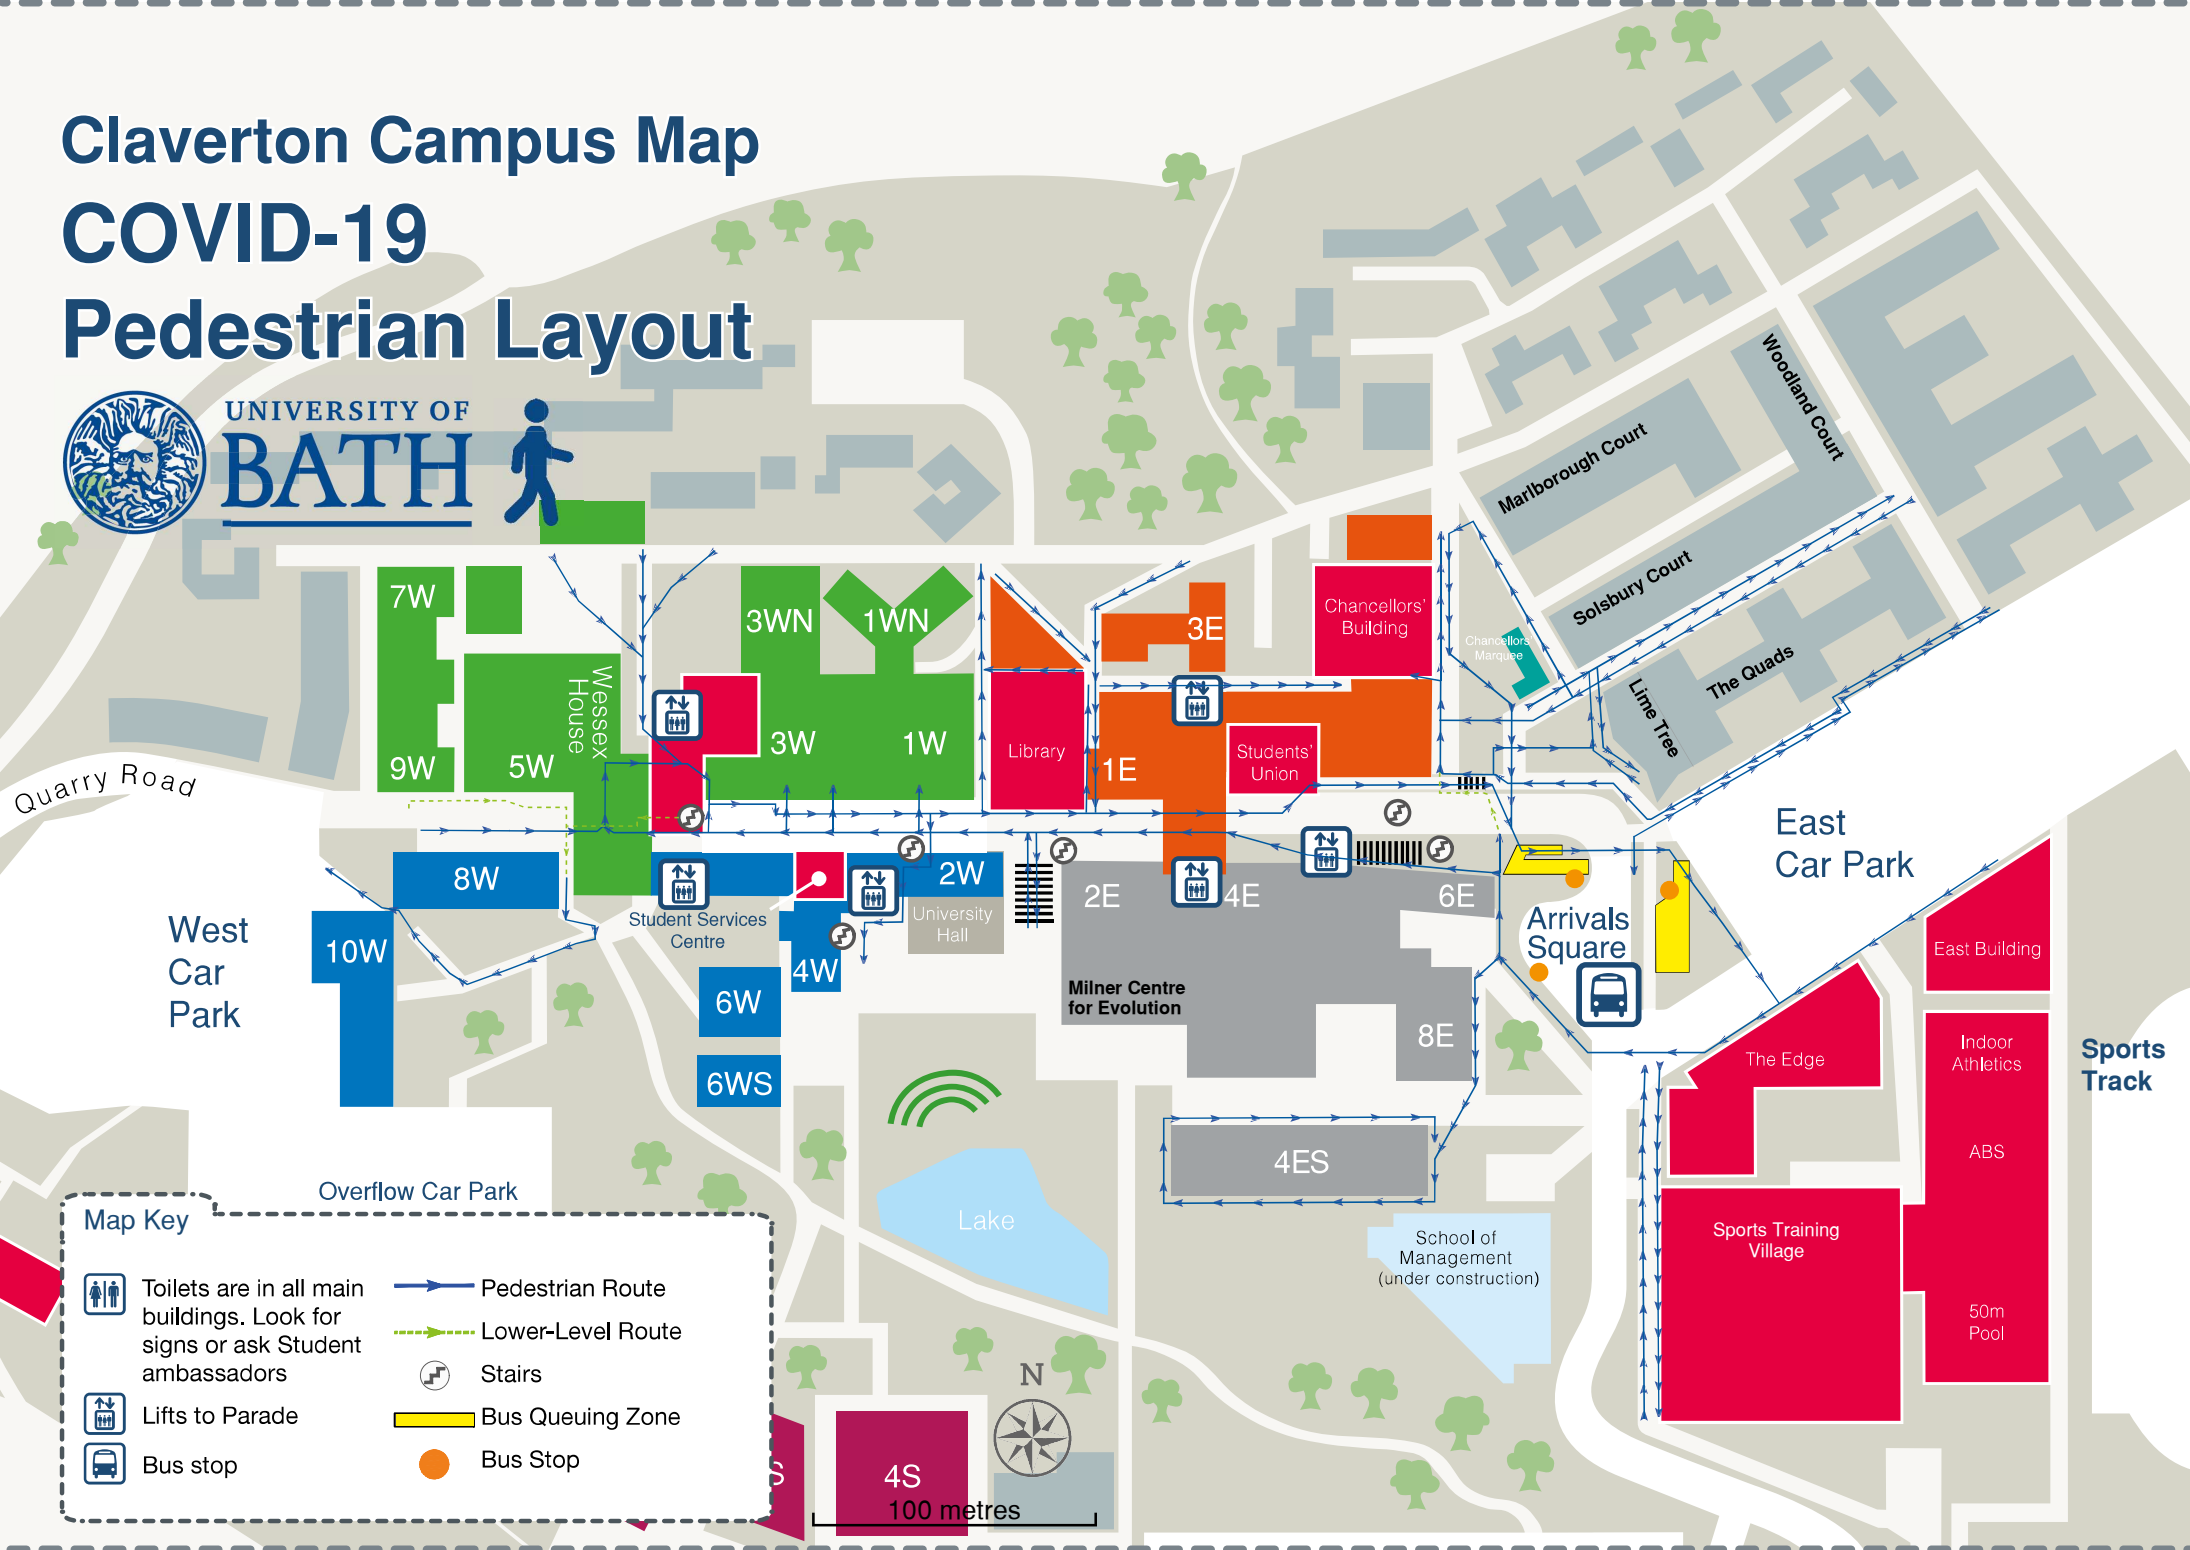 Claverton Campus Map
COVID-19
Pedestrian Layout
UNIVERSITY OF
BATH
Woodland Court
Marlborough Court
Solsbury Court
The Quads
Lime Tree
7W
9W
5W
Wessex
House
3WN
1WN
3W
1W
Library
3E
1E
Students'
Union
Chancellors'
Building
Chancellors'
Marquee
Quarry Road
West
Car
Park
East
Car Park
8W
10W
Student Services
Centre
2W
University
Hall
4W
6W
6WS
2E
4E
6E
8E
Milner Centre
for Evolution
4ES
Arrivals
Square
East Building
The Edge
Indoor
Athletics
ABS
50m
Pool
Sports
Track
Sports Training
Village
School of
Management
(under construction)
Lake
Overflow Car Park
Map Key
Toilets are in all main
buildings. Look for
signs or ask Student
ambassadors
Lifts to Parade
Bus stop
Pedestrian Route
Lower-Level Route
Stairs
Bus Queuing Zone
Bus Stop
S
4S
N
100 metres